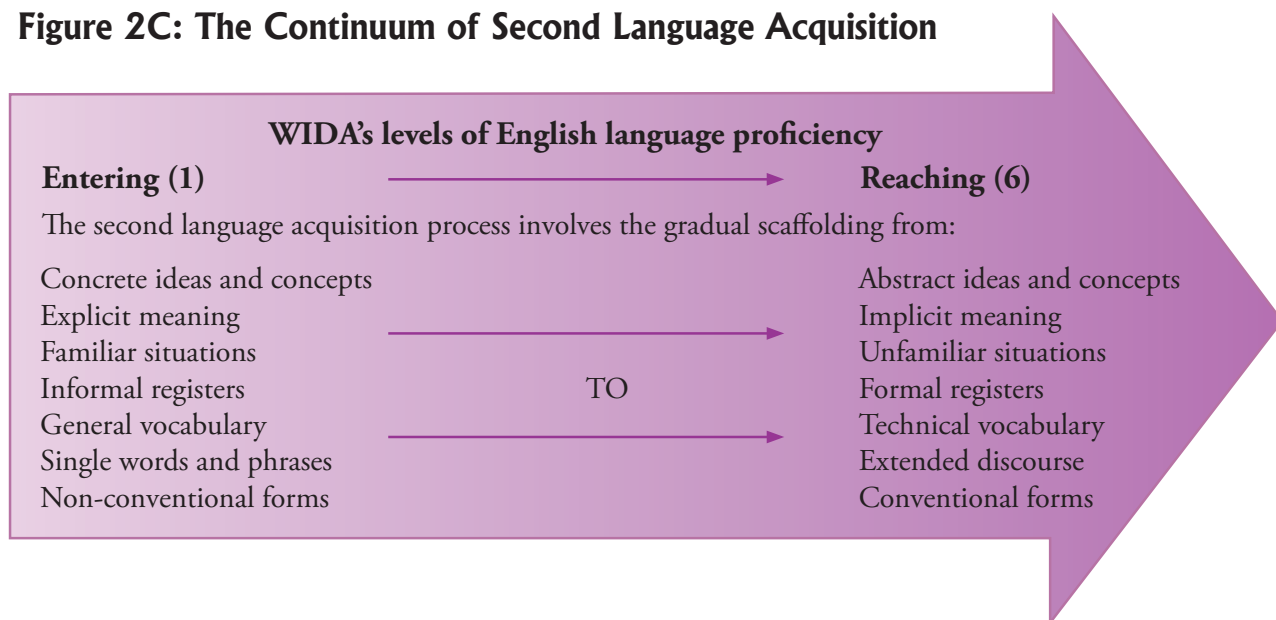 Figure 2C: The Continuum of Second Language Acquisition
WIDA's levels of English language proficiency
Entering (1) Reaching (6)
The second language acquisition process involves the gradual scaffolding from:
Concrete ideas and concepts Abstract ideas and concepts
Explicit meaning Implicit meaning
Familiar situations Unfamiliar situations
Informal registers TO Formal registers
General vocabulary Technical vocabulary
Single words and phrases Extended discourse
Non-conventional forms Conventional forms